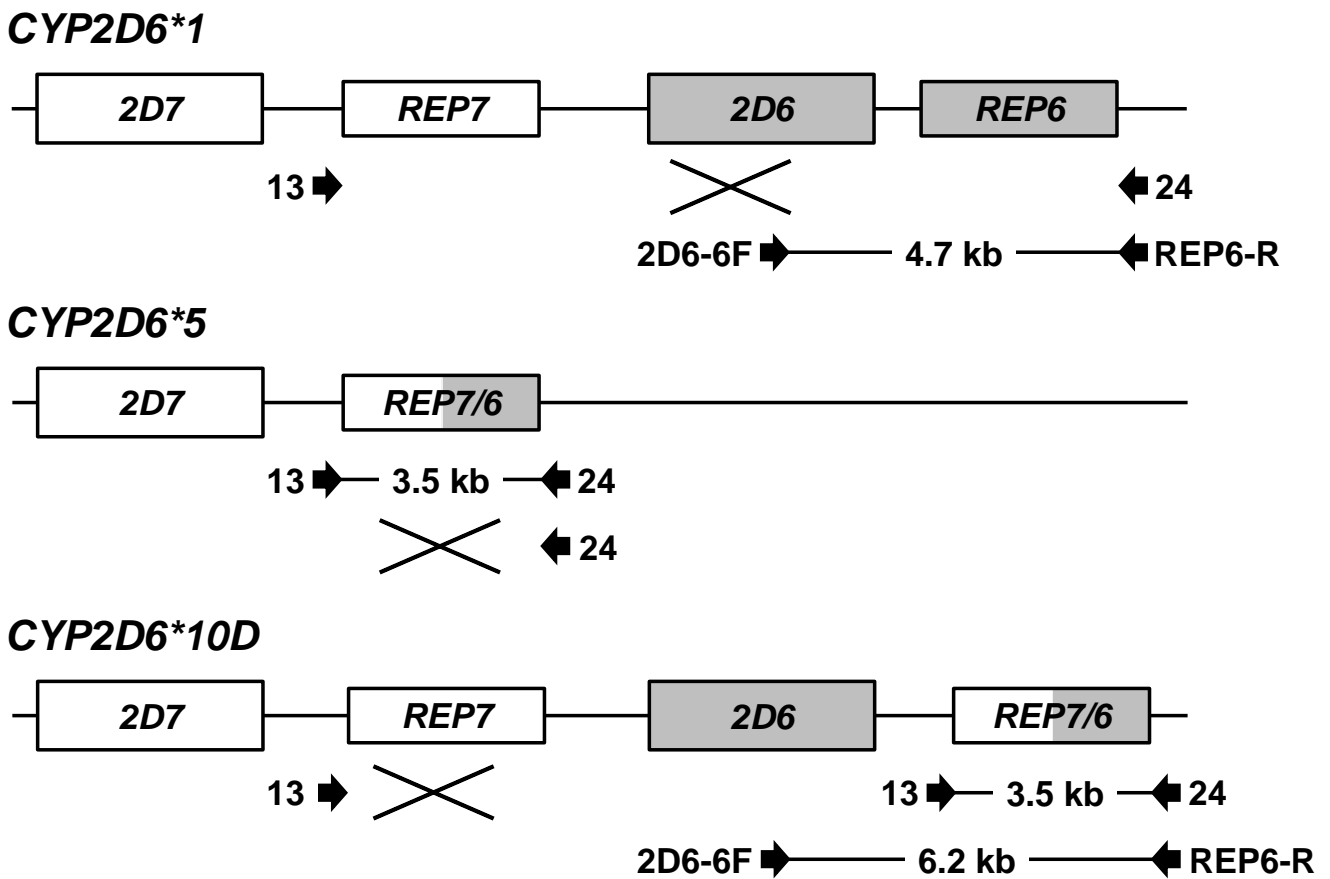 CYP2D6*1
2D7 REP7 2D6 REP6
13 24
2D6-6F 4.7 kb REP6-R
CYP2D6*5
2D7 REP7/6
13 3.5 kb 24
24
CYP2D6*10D
2D7 REP7 2D6 REP7/6
13 13 3.5 kb 24
2D6-6F 6.2 kb REP6-R